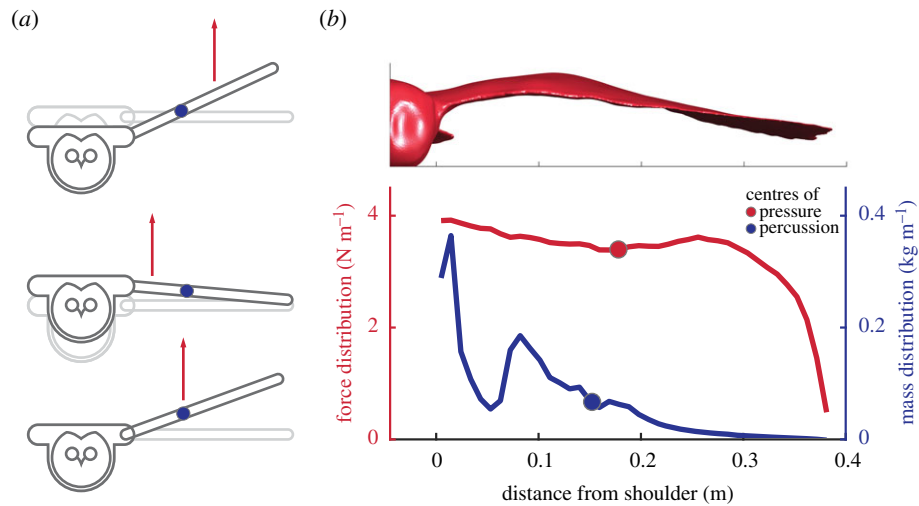 (a)
(b)
centres of
pressure
percussion
force distribution (N m⁻¹)
4
2
0
mass distribution (kg m⁻¹)
0.4
0.2
0
0 0.1 0.2 0.3 0.4
distance from shoulder (m)